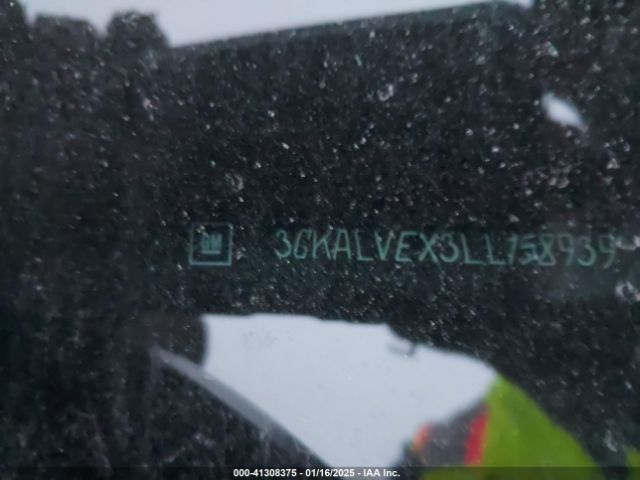 GM 3GKALVEX3LL158939
000-41308375 - 01/16/2025 - IAA Inc.